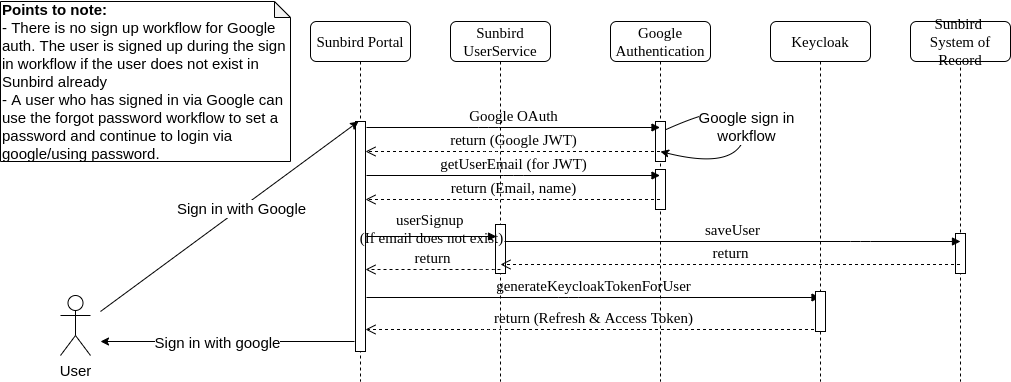 Points to note:
- There is no sign up workflow for Google
auth. The user is signed up during the sign
in workflow if the user does not exist in
Sunbird already
- A user who has signed in via Google can
use the forgot password workflow to set a
password and continue to login via
google/using password.
Sunbird Portal
Sunbird
UserService
Google
Authentication
Keycloak
Sunbird
System of
Record
Google OAuth
Google sign in
workflow
return (Google JWT)
getUserEmail (for JWT)
return (Email, name)
Sign in with Google
userSignup
(If email does not exist)
saveUser
return
return
generateKeycloakTokenForUser
return (Refresh & Access Token)
Sign in with google
User